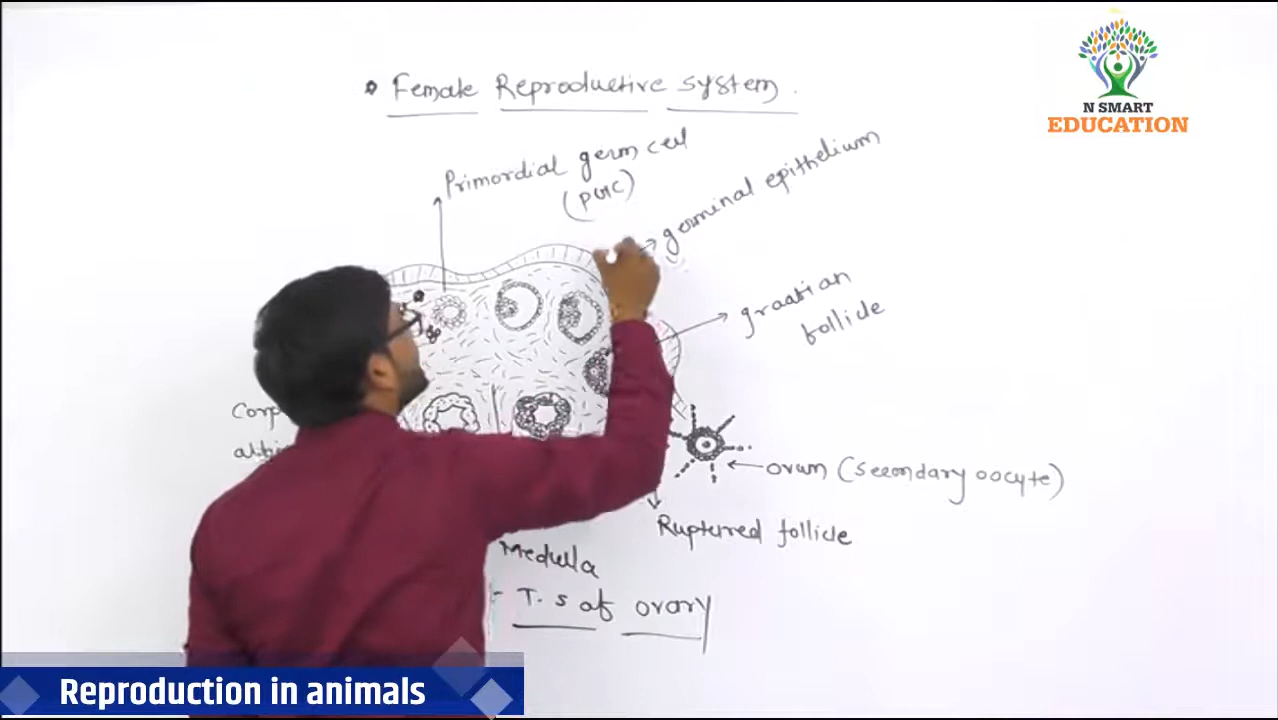 Female Reproductive system.
N SMART
EDUCATION
Primordial germ cell
(PGC)
germinal epithelium
graafian
follicle
ovum (Secondary oocyte)
Rupterred follicle
Medulla
T.S of ovary
Reproduction in animals